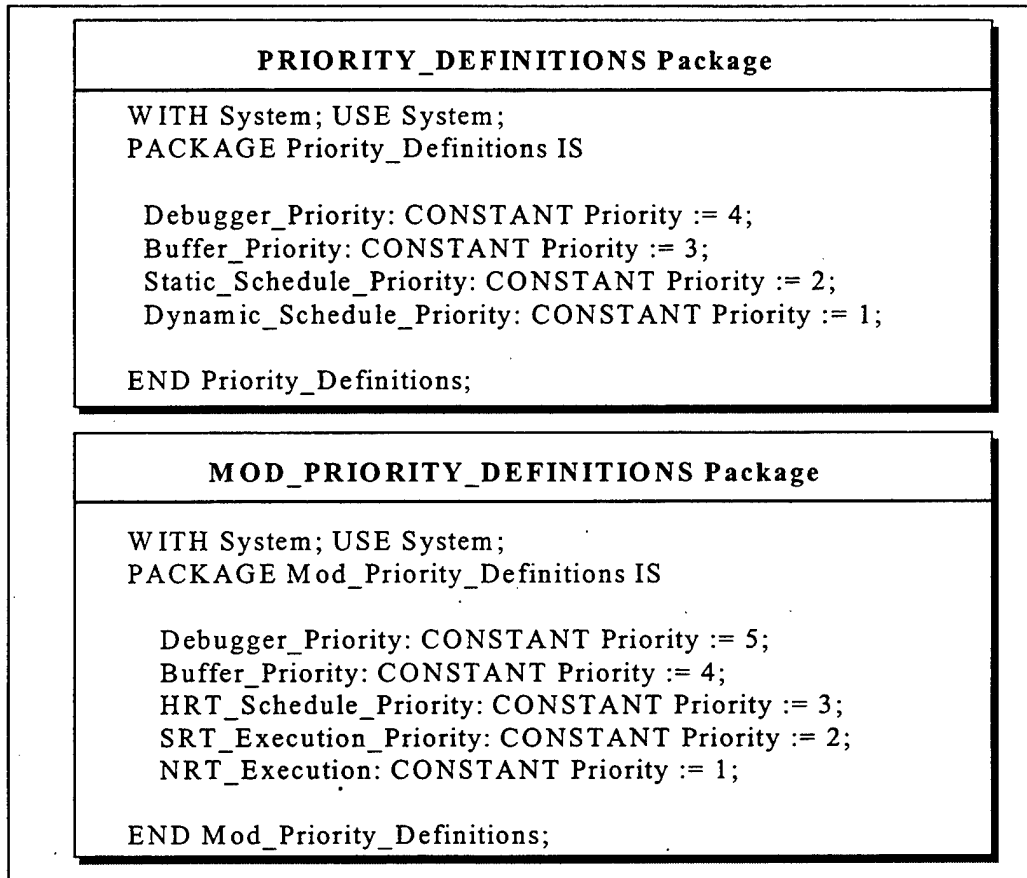 PRIORITY_DEFINITIONS Package
WITH System; USE System;
PACKAGE Priority_Definitions IS
Debugger_Priority: CONSTANT Priority := 4;
Buffer_Priority: CONSTANT Priority := 3;
Static_Schedule_Priority: CONSTANT Priority := 2;
Dynamic_Schedule_Priority: CONSTANT Priority := 1;
END Priority_Definitions;
MOD_PRIORITY_DEFINITIONS Package
WITH System; USE System;
PACKAGE Mod_Priority_Definitions IS
Debugger_Priority: CONSTANT Priority := 5;
Buffer_Priority: CONSTANT Priority := 4;
HRT_Schedule_Priority: CONSTANT Priority := 3;
SRT_Execution_Priority: CONSTANT Priority := 2;
NRT_Execution: CONSTANT Priority := 1;
END Mod_Priority_Definitions;